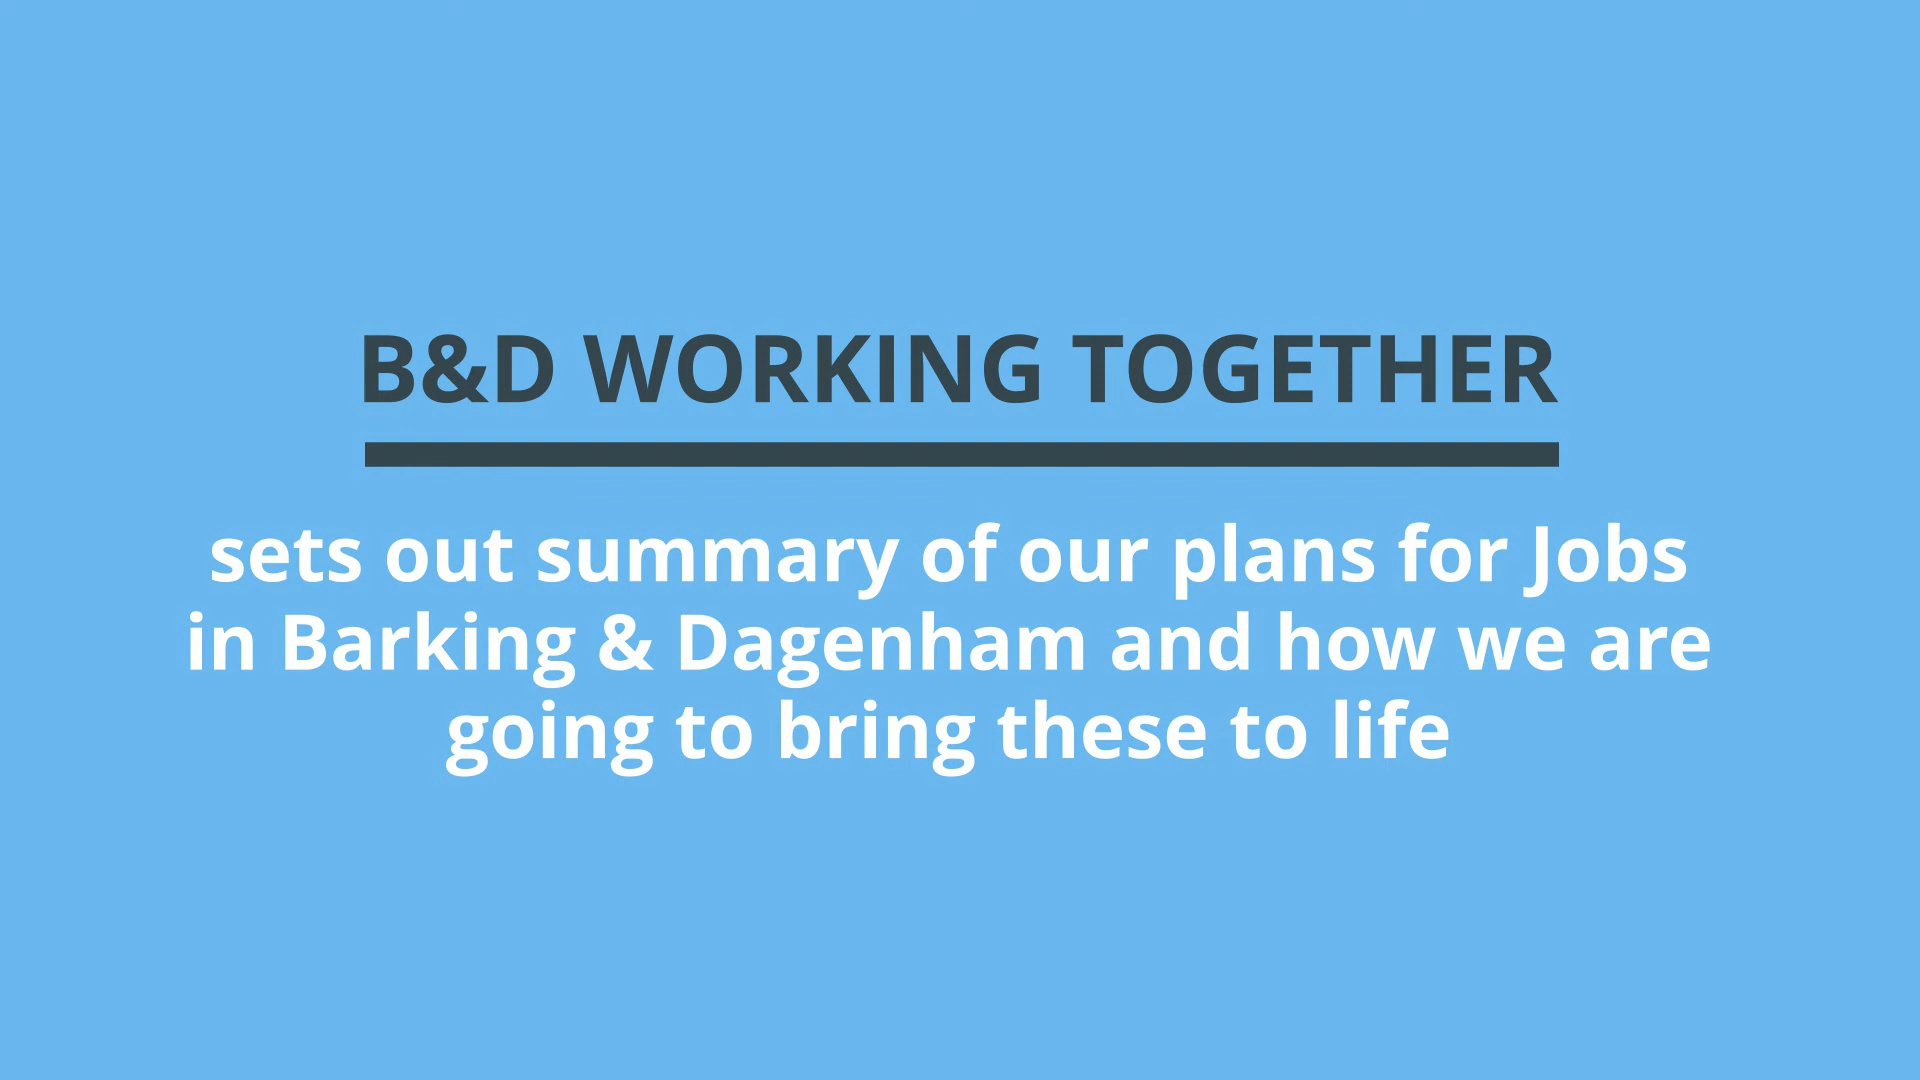 B&D WORKING TOGETHER
sets out summary of our plans for Jobs
in Barking & Dagenham and how we are
going to bring these to life